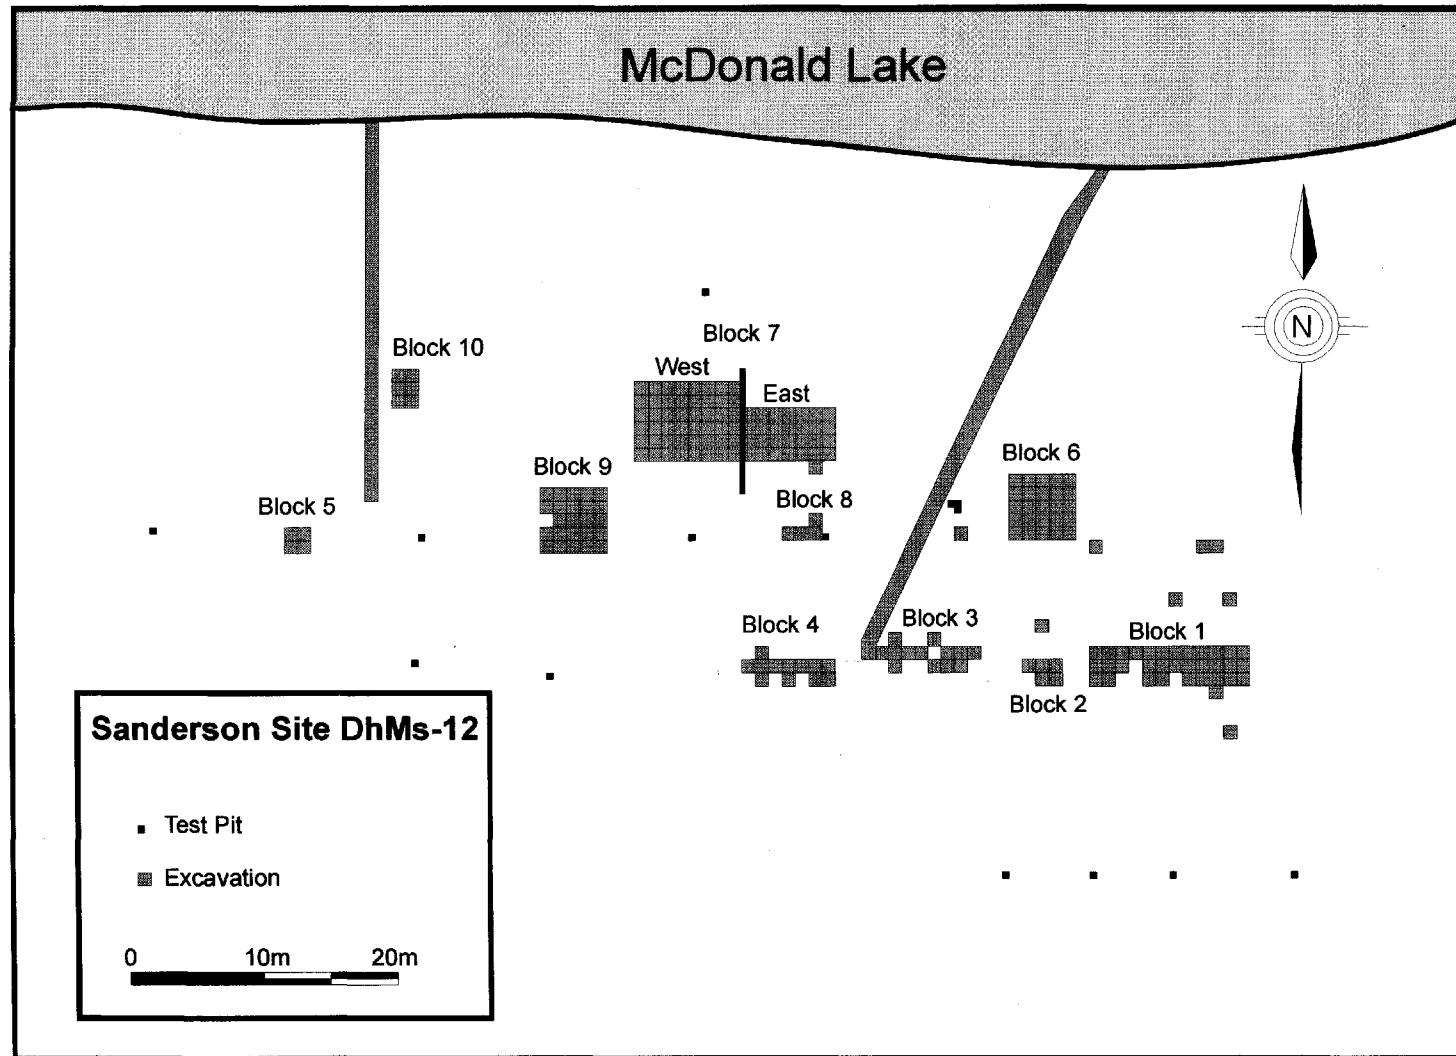 McDonald Lake
N
Block 7
Block 10
West
East
Block 6
Block 9
Block 8
Block 5
Block 3
Block 4
Block 1
Block 2
Sanderson Site DhMs-12
Test Pit
Excavation
0 10m 20m